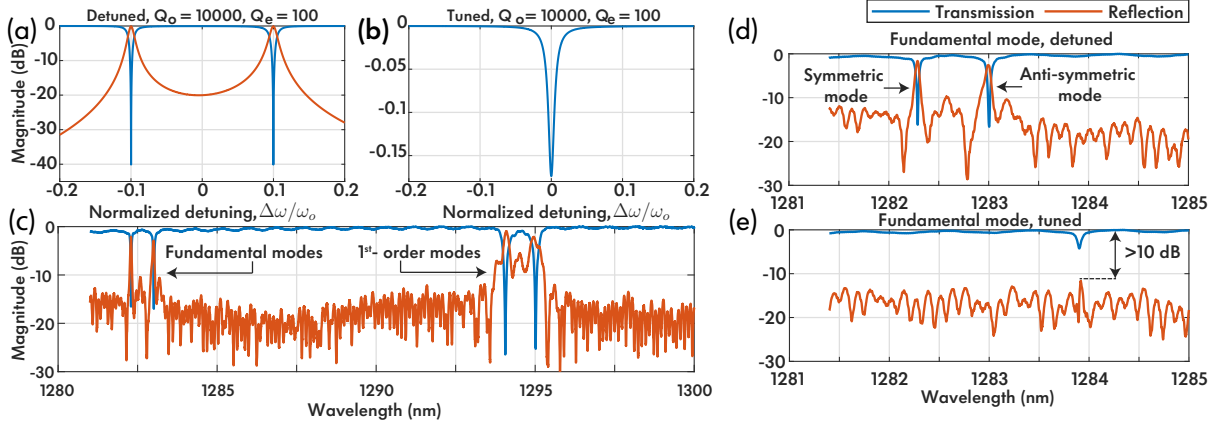 (a)
Detuned, Q_o = 10000, Q_e = 100
Magnitude (dB)
0
-10
-20
-30
-40
-0.2
-0.1
0
0.1
0.2
Normalized detuning, Δω/ω_o
(b)
Tuned, Q_o = 10000, Q_e = 100
0
-0.05
-0.1
-0.15
-0.2
-0.1
0
0.1
0.2
Normalized detuning, Δω/ω_o
(c)
Magnitude (dB)
0
-10
-20
-30
Fundamental modes
1st- order modes
1280
1285
1290
1295
1300
Wavelength (nm)
Transmission
Reflection
(d)
Fundamental mode, detuned
0
-10
-20
-30
Symmetric
mode
Anti-symmetric
mode
1281
1282
1283
1284
1285
(e)
Fundamental mode, tuned
0
-10
-20
-30
>10 dB
1281
1282
1283
1284
1285
Wavelength (nm)